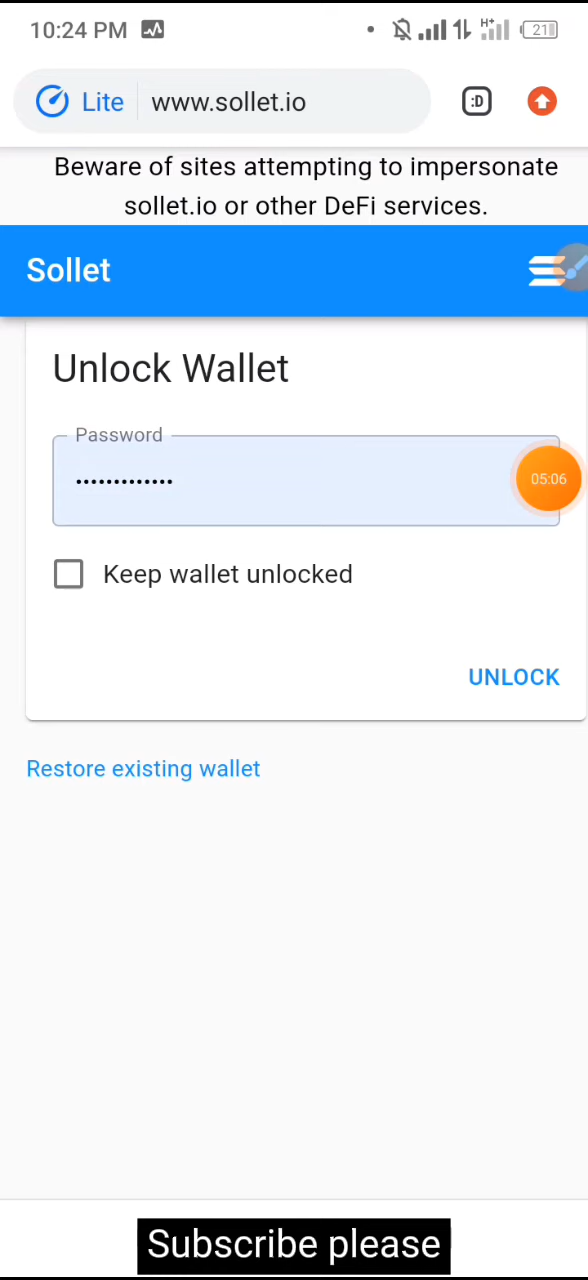 10:24 PM H+ 21
Lite www.sollet.io :D
Beware of sites attempting to impersonate
sollet.io or other DeFi services.
Sollet
Unlock Wallet
Password
•••••••••••••
05:06
Keep wallet unlocked
UNLOCK
Restore existing wallet
Subscribe please